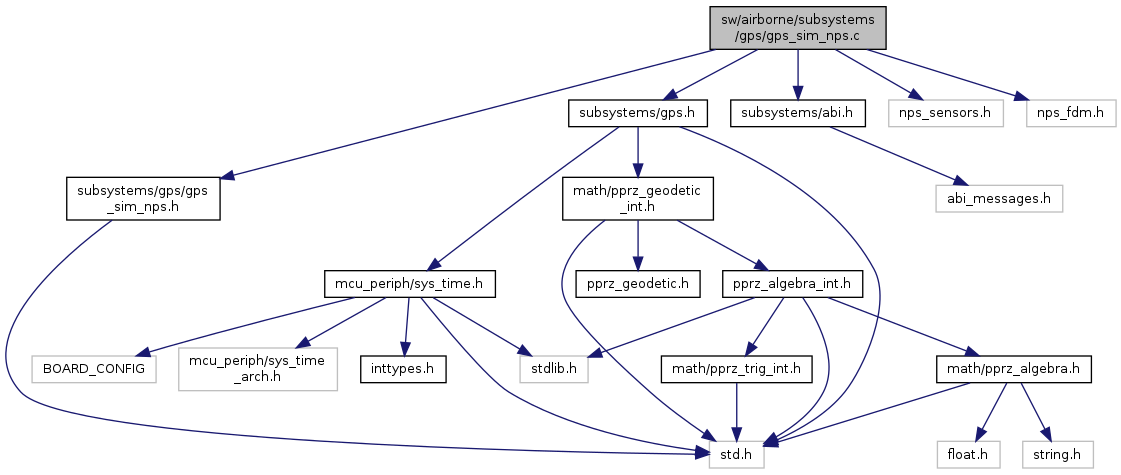 sw/airborne/subsystems
/gps/gps_sim_nps.c
subsystems/gps.h
subsystems/abi.h
nps_sensors.h
nps_fdm.h
subsystems/gps/gps
_sim_nps.h
math/pprz_geodetic
_int.h
abi_messages.h
mcu_periph/sys_time.h
pprz_geodetic.h
pprz_algebra_int.h
BOARD_CONFIG
mcu_periph/sys_time
_arch.h
inttypes.h
stdlib.h
math/pprz_trig_int.h
math/pprz_algebra.h
std.h
float.h
string.h